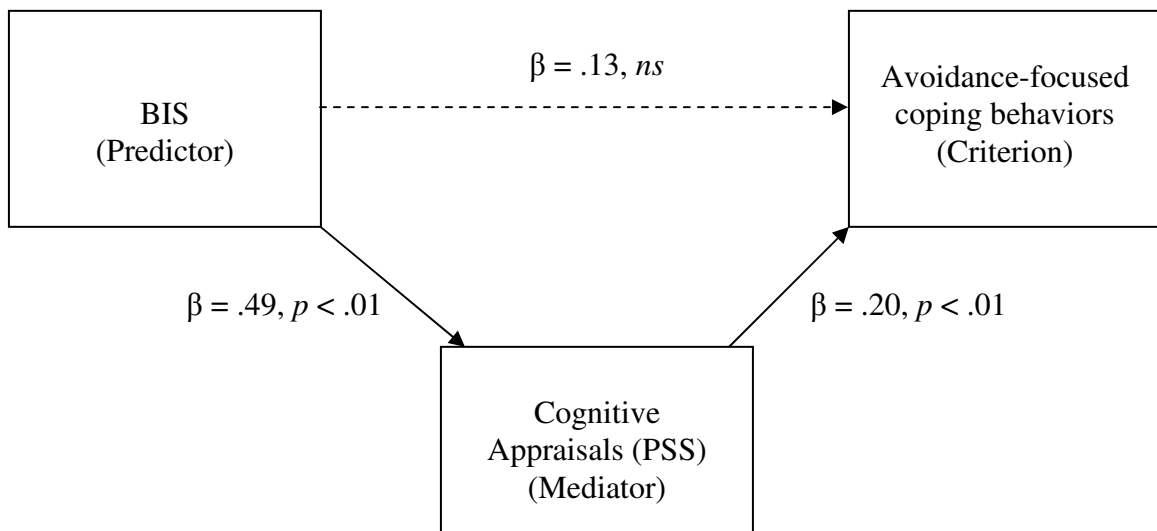 β = .13, ns
BIS
(Predictor)
Avoidance-focused
coping behaviors
(Criterion)
β = .49, p < .01
β = .20, p < .01
Cognitive
Appraisals (PSS)
(Mediator)